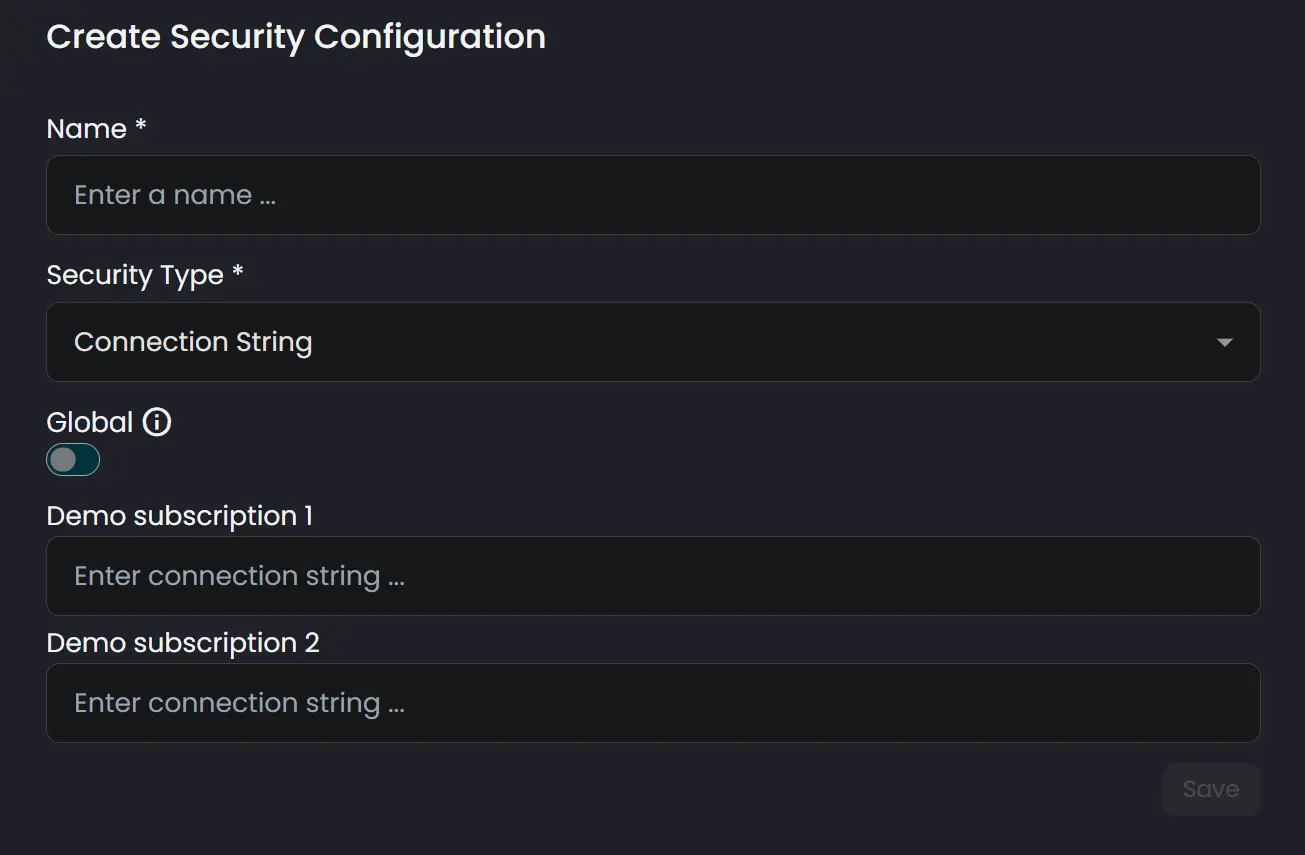 Create Security Configuration
Name *
Enter a name ...
Security Type *
Connection String
Global
Demo subscription 1
Enter connection string ...
Demo subscription 2
Enter connection string ...
Save